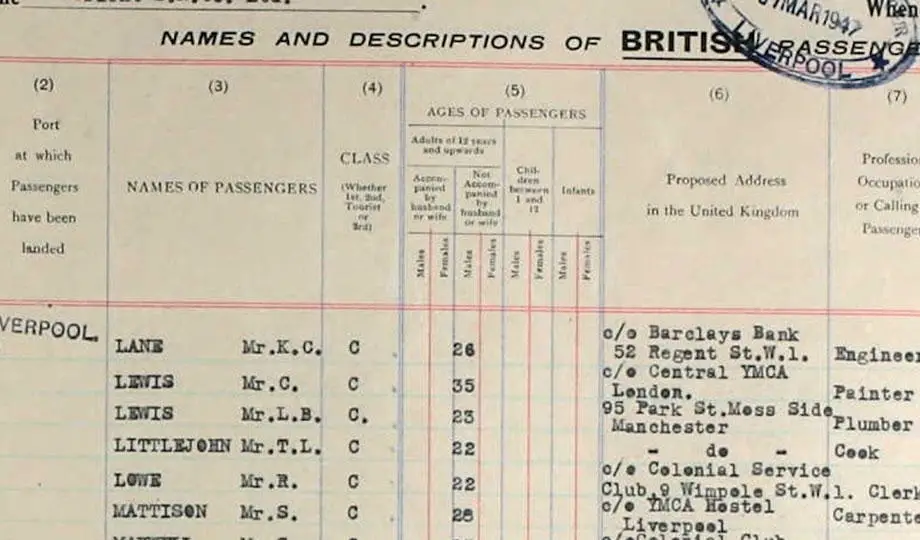 MAR 1947
LIVERPOOL
When
NAMES AND DESCRIPTIONS OF BRITISH PASSENGE
(2)
Port
at which
Passengers
have been
landed
(3)
NAMES OF PASSENGERS
(4)
CLASS
(Whether
1st, 2nd,
Tourist
or
3rd)
(5)
AGES OF PASSENGERS
Adults of 12 years
and upwards
Accom-
panied
by
husband
or wife
Not
Accom-
panied
by
husband
or wife
Chil-
dren
between
1 and
12
Infants
Males
Females
Males
Females
Males
Females
Males
Females
(6)
Proposed Address
in the United Kingdom
(7)
Profession
Occupatio
or Calling
Passenge
VERPOOL.
LANE Mr.K.C. C 26 c/o Barclays Bank
52 Regent St.W.1. Engineer
LEWIS Mr.C. C 35 c/o Central YMCA
London. Painter
LEWIS Mr.L.B. C. 23 95 Park St.Moss Side
Manchester Plumber
LITTLEJOHN Mr.T.L. C 22 - do - Cook
LOWE Mr.R. C 22 c/o Colonial Service
Club,9 Wimpole St.W.1. Clerk
MATTISON Mr.S. C 28 c/o YMCA Hostel
Liverpool Carpente
c/oColonial Club